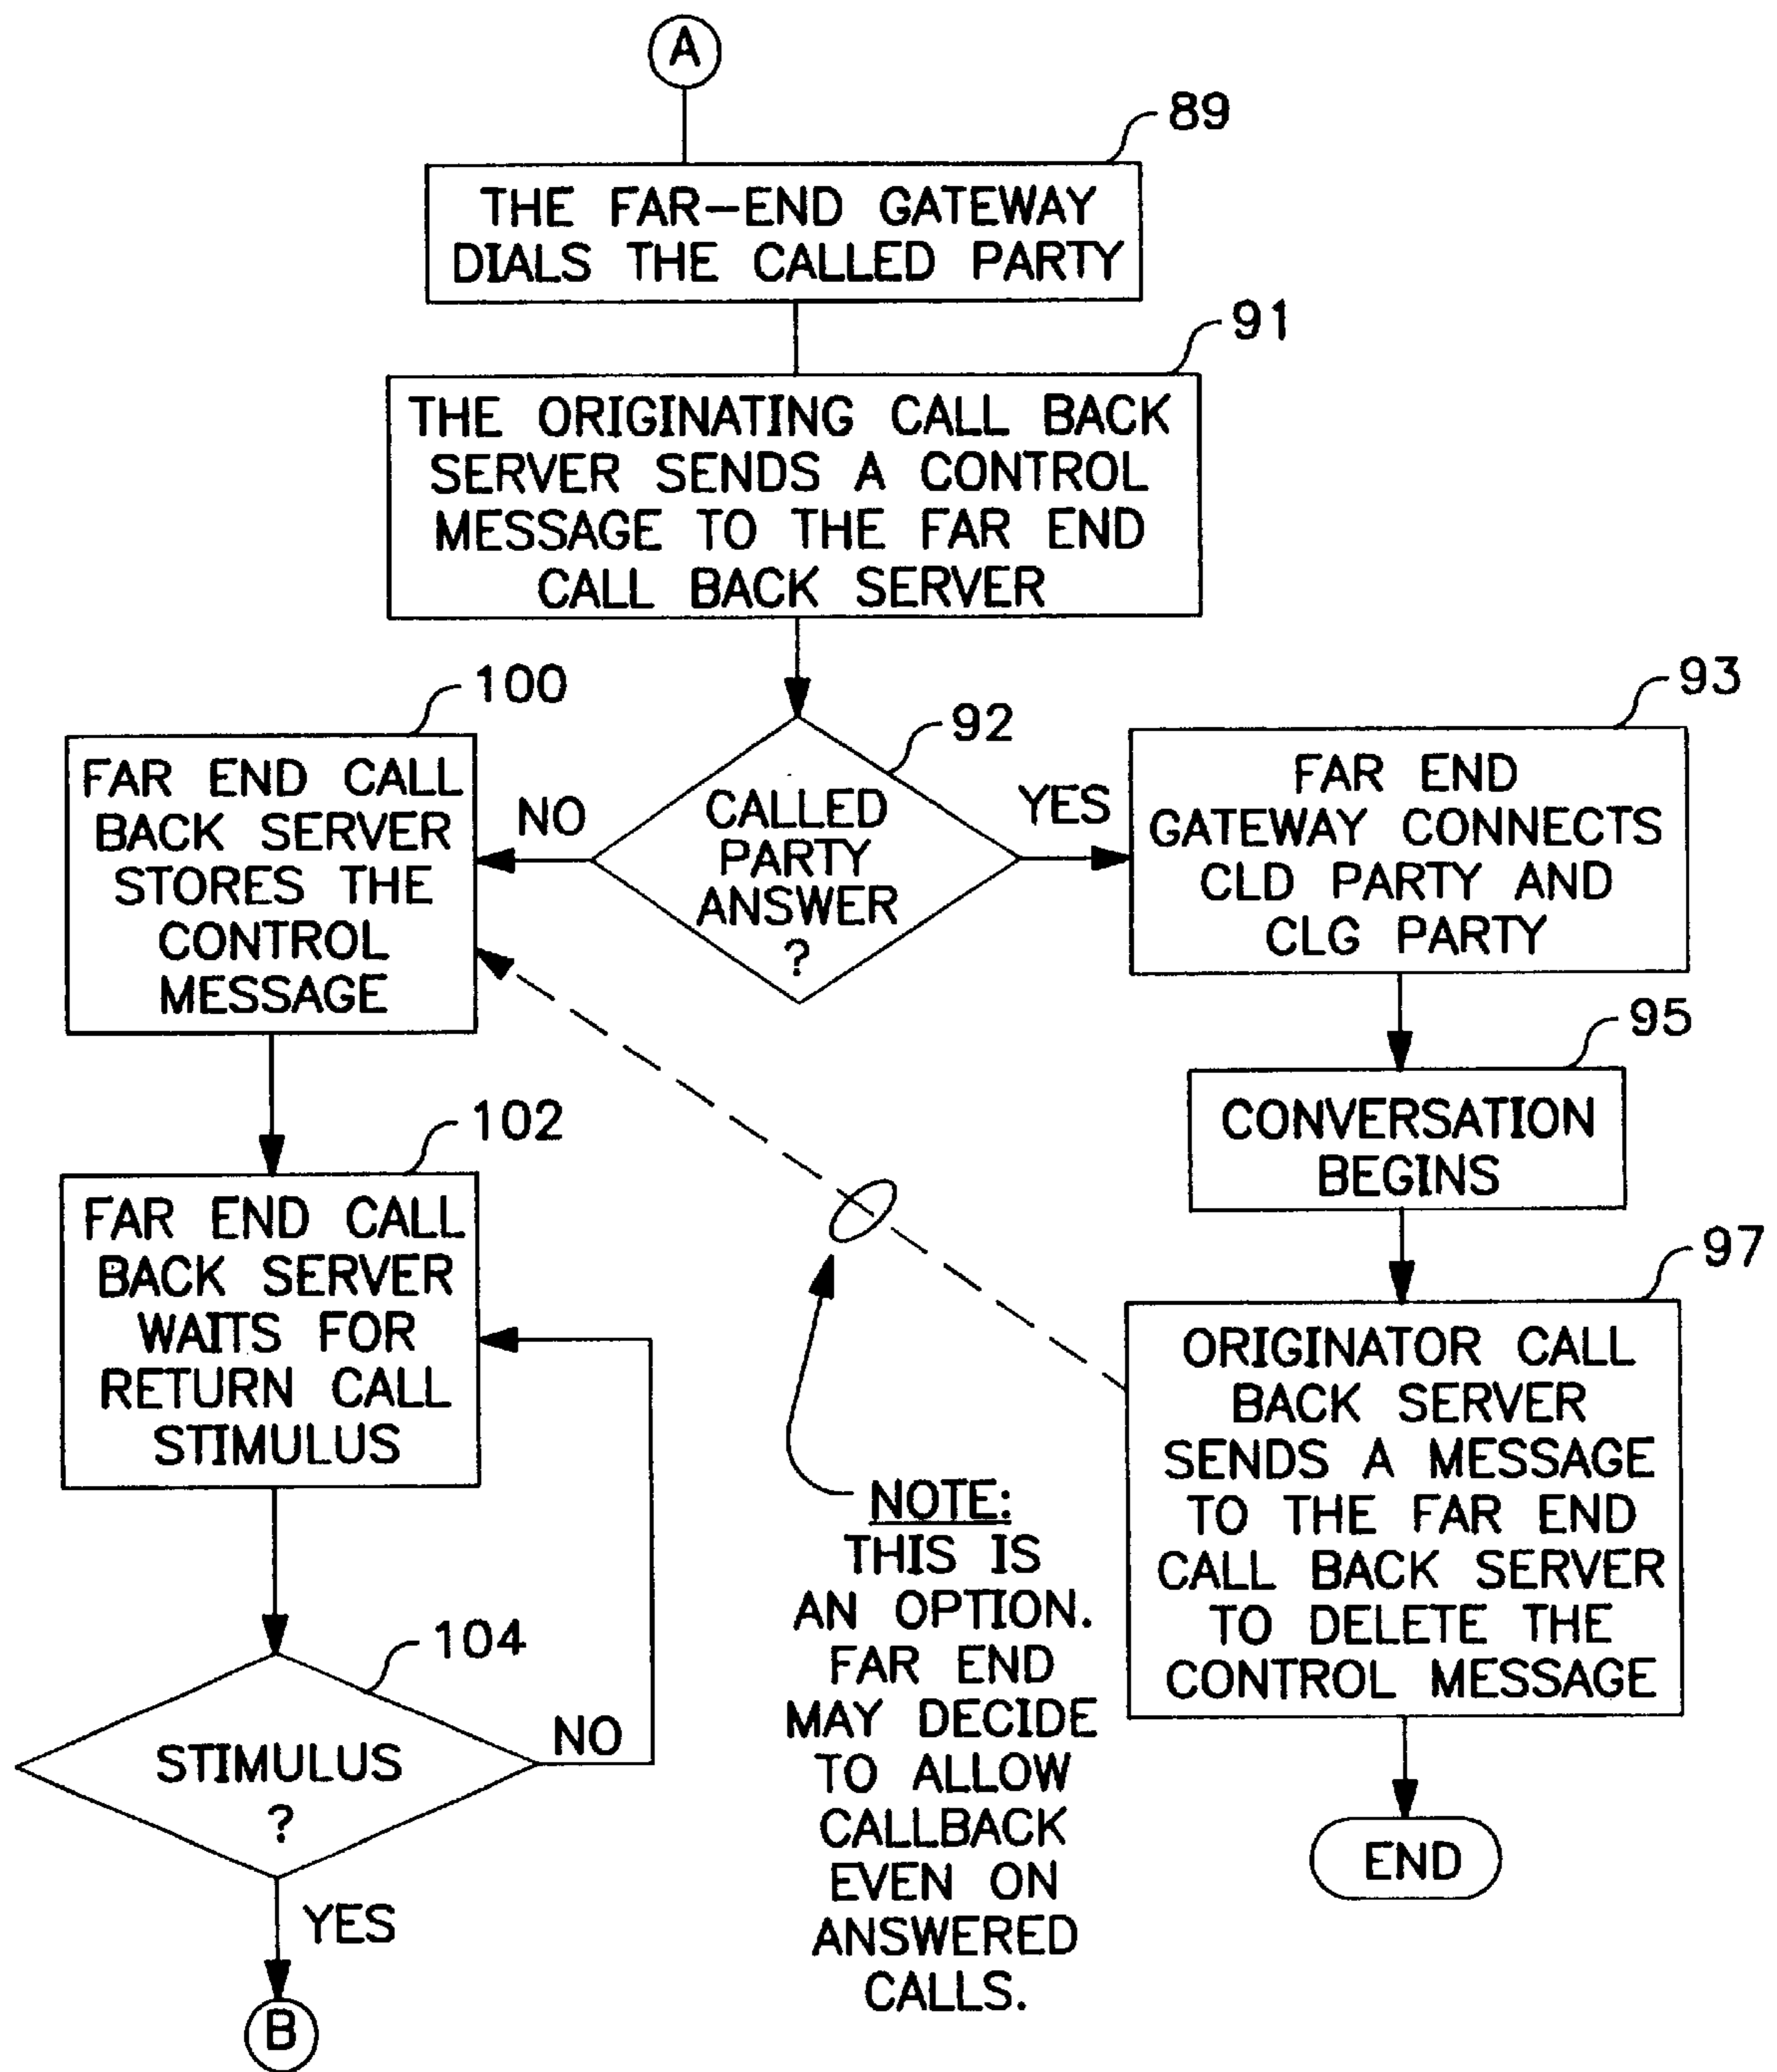 A
89
THE FAR-END GATEWAY
DIALS THE CALLED PARTY
91
THE ORIGINATING CALL BACK
SERVER SENDS A CONTROL
MESSAGE TO THE FAR END
CALL BACK SERVER
92
CALLED
PARTY
ANSWER
?
NO
YES
100
FAR END CALL
BACK SERVER
STORES THE
CONTROL
MESSAGE
93
FAR END
GATEWAY CONNECTS
CLD PARTY AND
CLG PARTY
95
CONVERSATION
BEGINS
102
FAR END CALL
BACK SERVER
WAITS FOR
RETURN CALL
STIMULUS
97
ORIGINATOR CALL
BACK SERVER
SENDS A MESSAGE
TO THE FAR END
CALL BACK SERVER
TO DELETE THE
CONTROL MESSAGE
NOTE:
THIS IS
AN OPTION.
FAR END
MAY DECIDE
TO ALLOW
CALLBACK
EVEN ON
ANSWERED
CALLS.
104
STIMULUS
?
NO
YES
B
END